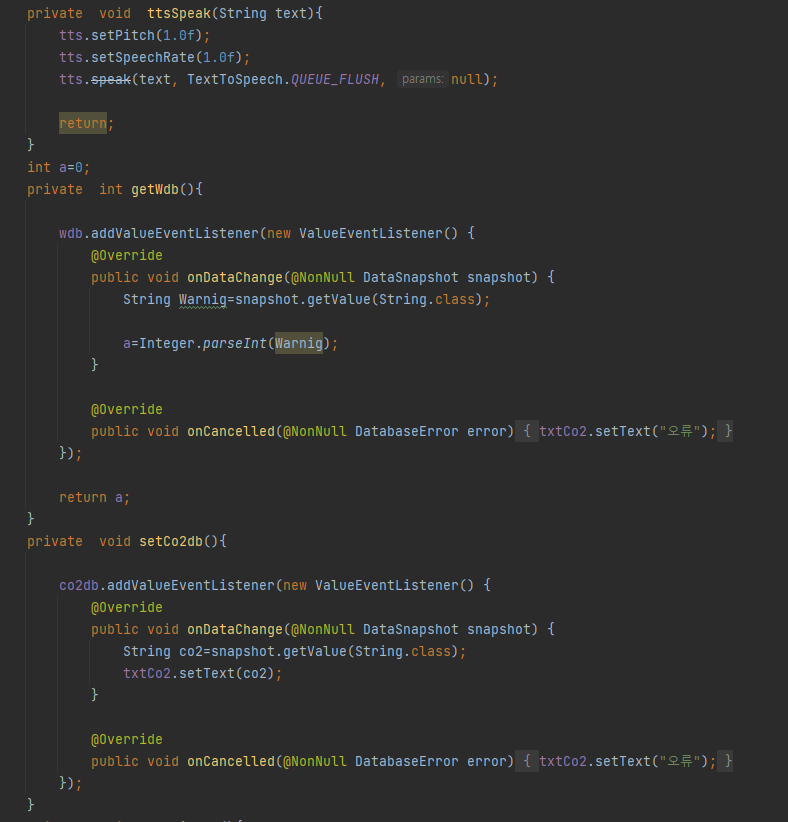 private  void  ttsSpeak(String text){
    tts.setPitch(1.0f);
    tts.setSpeechRate(1.0f);
    tts.speak(text, TextToSpeech.QUEUE_FLUSH, params: null);
    return;
}
int a=0;
private  int getWdb(){
    wdb.addValueEventListener(new ValueEventListener() {
        @Override
        public void onDataChange(@NonNull DataSnapshot snapshot) {
            String Warnig=snapshot.getValue(String.class);
            a=Integer.parseInt(Warnig);
        }
        @Override
        public void onCancelled(@NonNull DatabaseError error) { txtCo2.setText("오류"); }
    });
    return a;
}
private  void setCo2db(){
    co2db.addValueEventListener(new ValueEventListener() {
        @Override
        public void onDataChange(@NonNull DataSnapshot snapshot) {
            String co2=snapshot.getValue(String.class);
            txtCo2.setText(co2);
        }
        @Override
        public void onCancelled(@NonNull DatabaseError error) { txtCo2.setText("오류"); }
    });
}